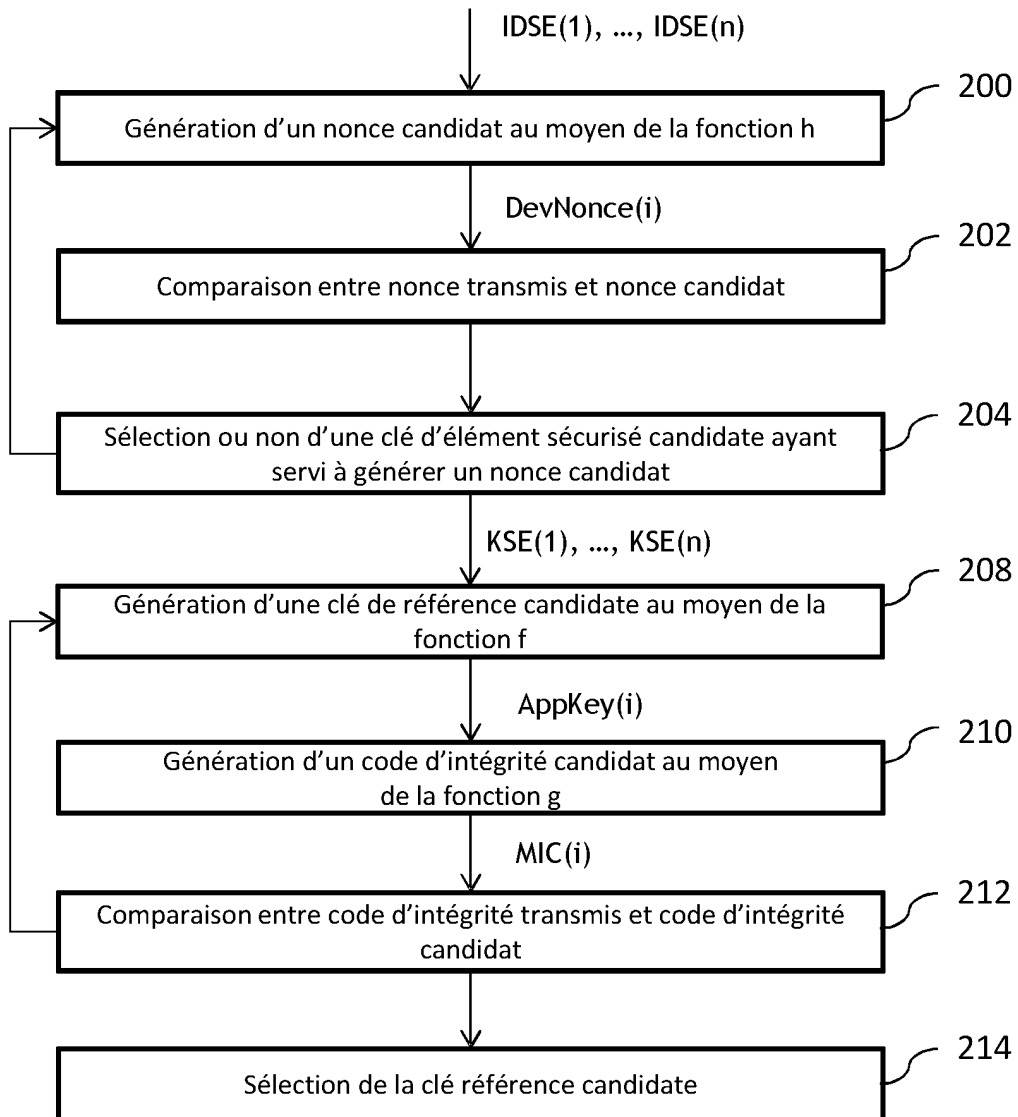 IDSE(1), ..., IDSE(n)
200
Génération d'un nonce candidat au moyen de la fonction h
DevNonce(i)
202
Comparaison entre nonce transmis et nonce candidat
204
Sélection ou non d'une clé d'élément sécurisé candidate ayant
servi à générer un nonce candidat
KSE(1), ..., KSE(n)
208
Génération d'une clé de référence candidate au moyen de la
fonction f
AppKey(i)
210
Génération d'un code d'intégrité candidat au moyen
de la fonction g
MIC(i)
212
Comparaison entre code d'intégrité transmis et code d'intégrité
candidat
214
Sélection de la clé référence candidate